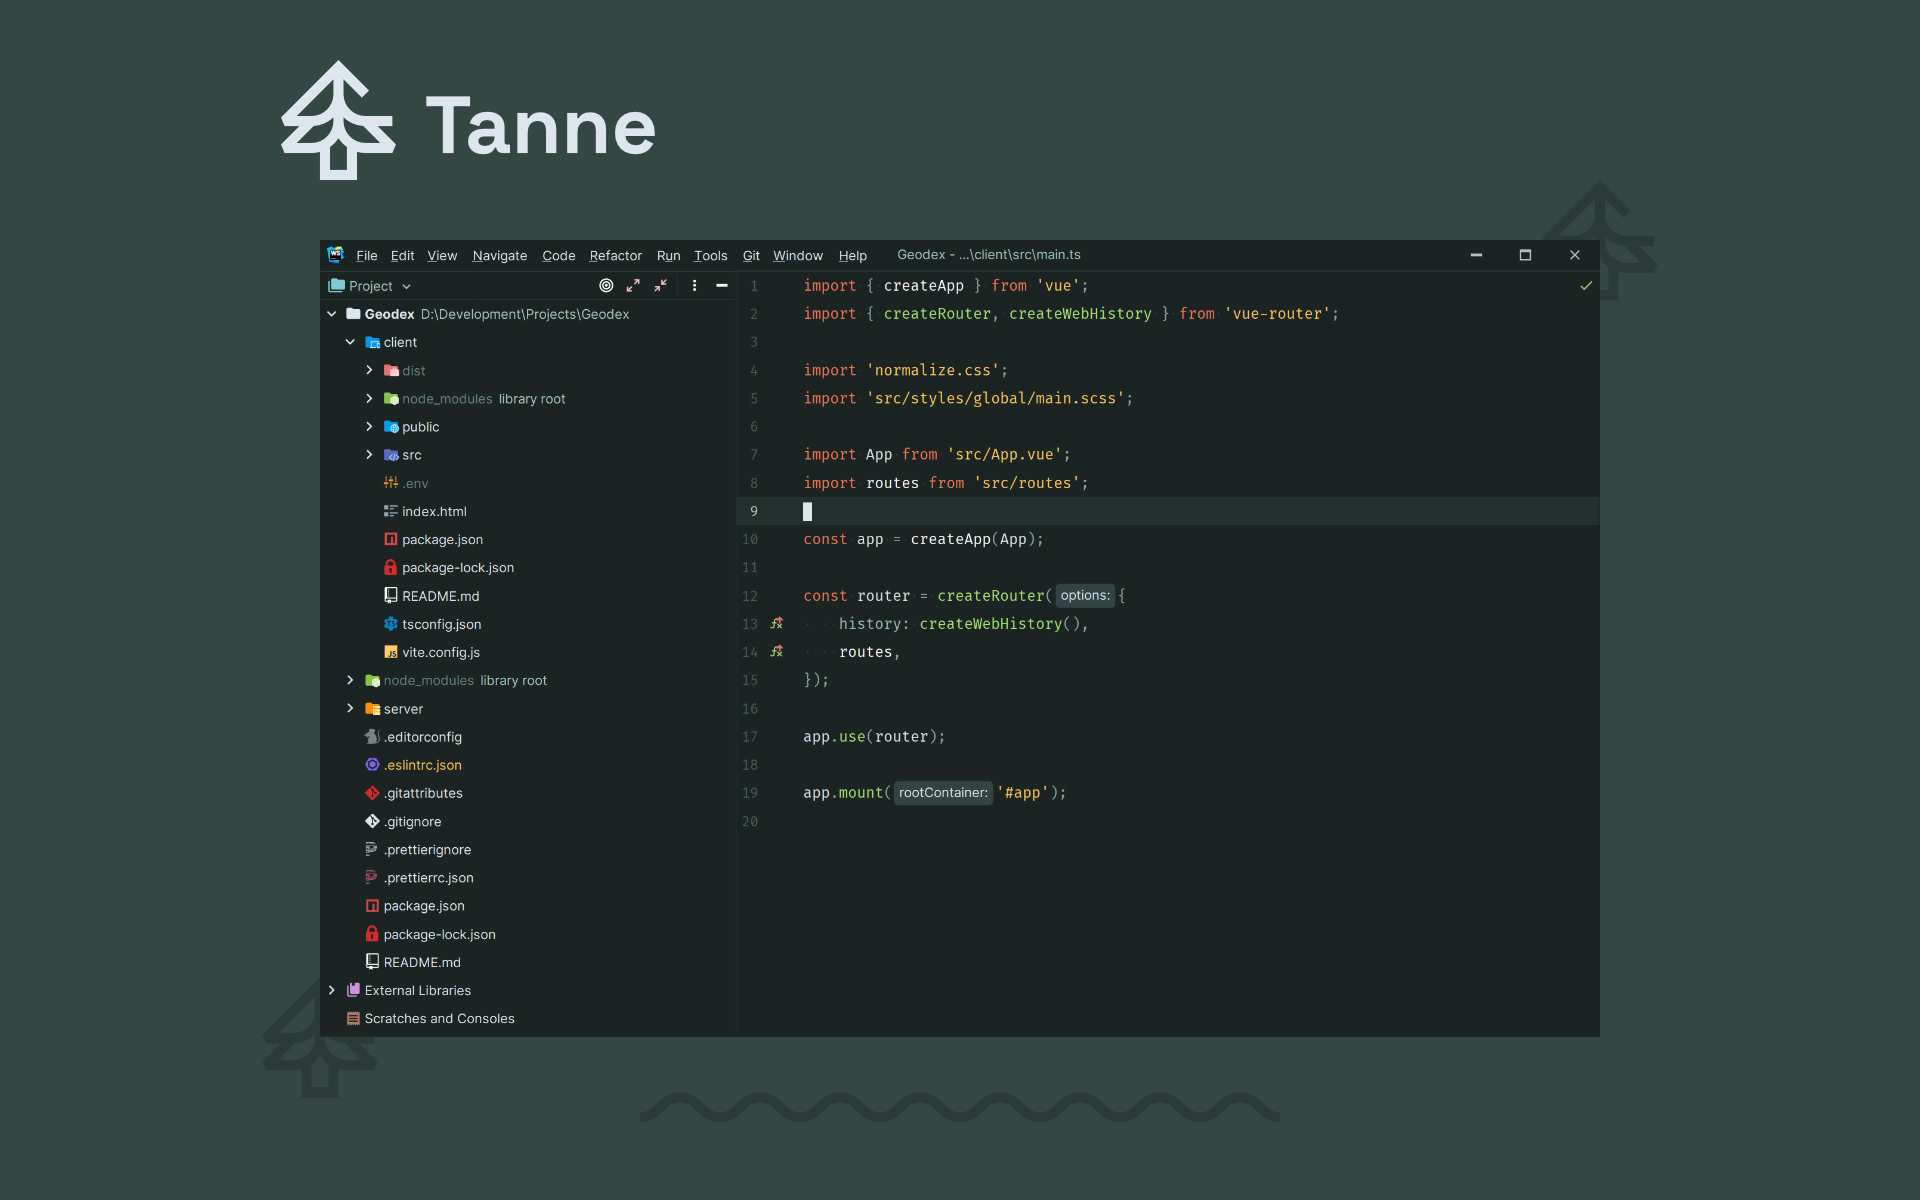 Tanne
File Edit View Navigate Code Refactor Run Tools Git Window Help Geodex - ...\client\src\main.ts
Project
Geodex D:\Development\Projects\Geodex
client
dist
node_modules library root
public
src
.env
index.html
package.json
package-lock.json
README.md
tsconfig.json
vite.config.js
node_modules library root
server
.editorconfig
.eslintrc.json
.gitattributes
.gitignore
.prettierignore
.prettierrc.json
package.json
package-lock.json
README.md
External Libraries
Scratches and Consoles
1 import { createApp } from 'vue';
2 import { createRouter, createWebHistory } from 'vue-router';
3
4 import 'normalize.css';
5 import 'src/styles/global/main.scss';
6
7 import App from 'src/App.vue';
8 import routes from 'src/routes';
9
10 const app = createApp(App);
11
12 const router = createRouter( options: {
13 history: createWebHistory(),
14 routes,
15 });
16
17 app.use(router);
18
19 app.mount( rootContainer: '#app');
20